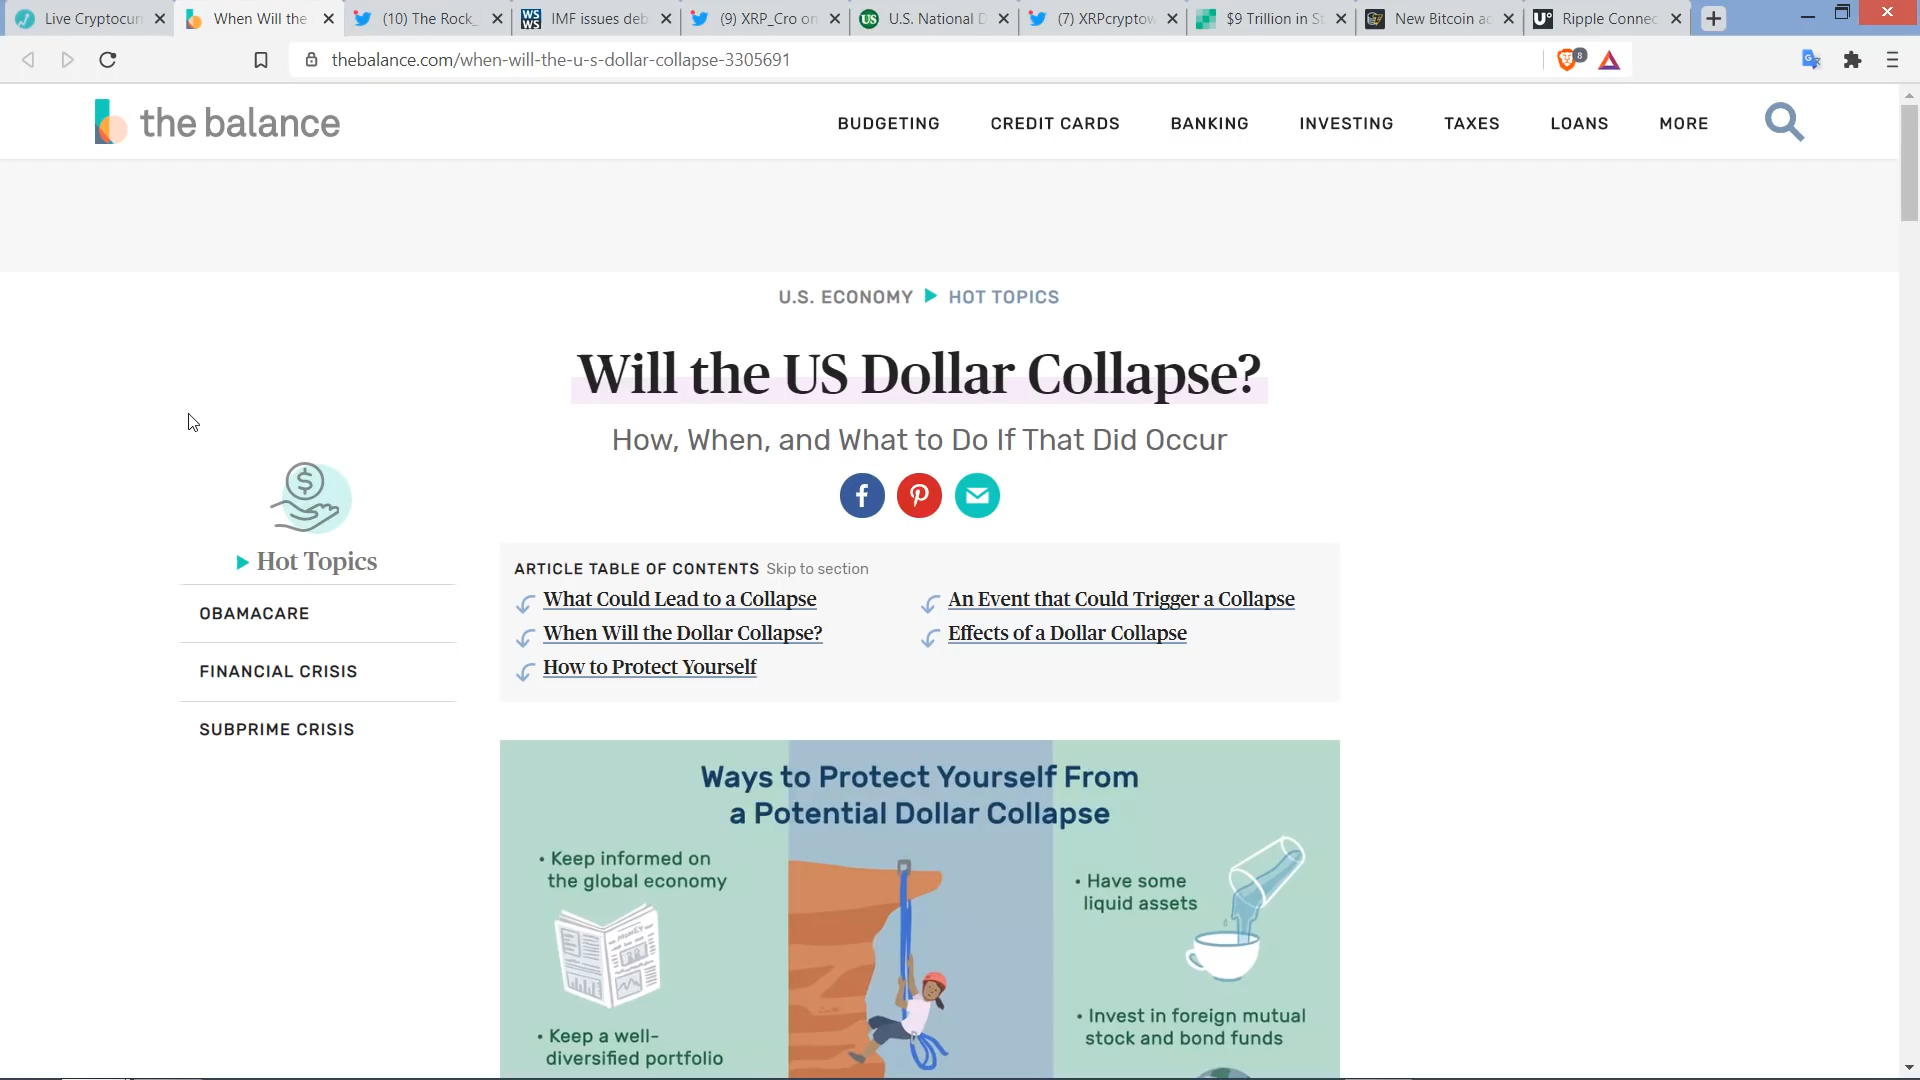 Live Cryptocur
When Will the
(10) The Rock_
WS
WS
IMF issues deb
(9) XRP_Cro on
US
U.S. National D
(7) XRPcryptow
$9 Trillion in S
New Bitcoin ac
U°
Ripple Connec
thebalance.com/when-will-the-u-s-dollar-collapse-3305691
8
the balance
BUDGETING
CREDIT CARDS
BANKING
INVESTING
TAXES
LOANS
MORE
U.S. ECONOMY
HOT TOPICS
Will the US Dollar Collapse?
How, When, and What to Do If That Did Occur
Hot Topics
OBAMACARE
FINANCIAL CRISIS
SUBPRIME CRISIS
ARTICLE TABLE OF CONTENTS Skip to section
What Could Lead to a Collapse
An Event that Could Trigger a Collapse
When Will the Dollar Collapse?
Effects of a Dollar Collapse
How to Protect Yourself
Ways to Protect Yourself From
a Potential Dollar Collapse
• Keep informed on
the global economy
MONEY
• Keep a well-
diversified portfolio
• Have some
liquid assets
• Invest in foreign mutual
stock and bond funds